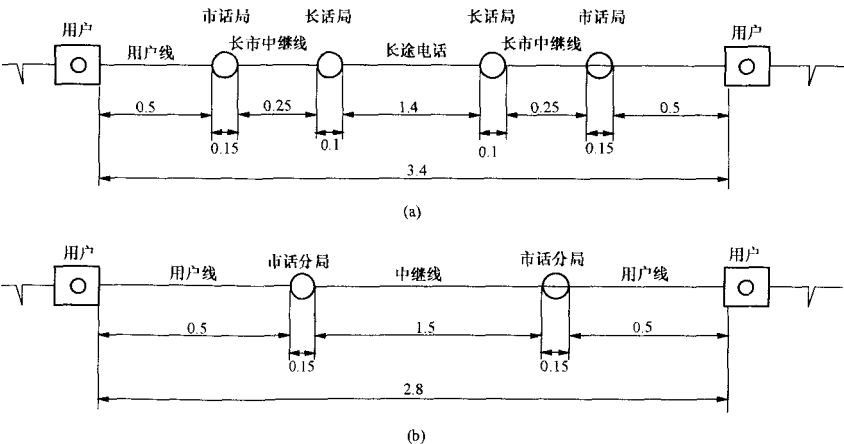 市话局 长话局 长话局 市话局
用户 用户线 长市中继线 长途电话 长市中继线 用户
0.5 0.25 1.4 0.25 0.5
0.15 0.1 0.1 0.15
3.4
(a)
用户 用户线 市话分局 中继线 市话分局 用户线 用户
0.5 1.5 0.5
0.15 0.15
2.8
(b)